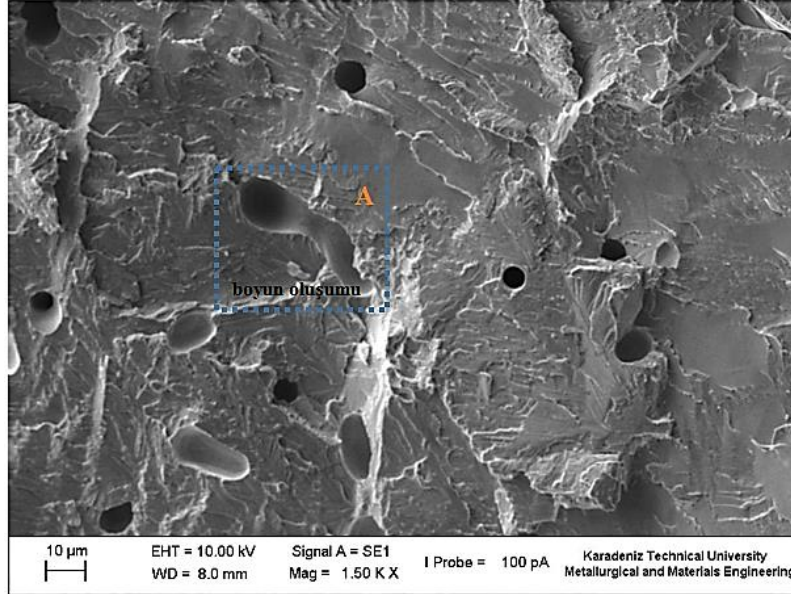 A
boyun oluşumu
10 µm
EHT = 10.00 kV
WD = 8.0 mm
Signal A = SE1
Mag = 1.50 K X
I Probe = 100 pA
Karadeniz Technical University
Metallurgical and Materials Engineering